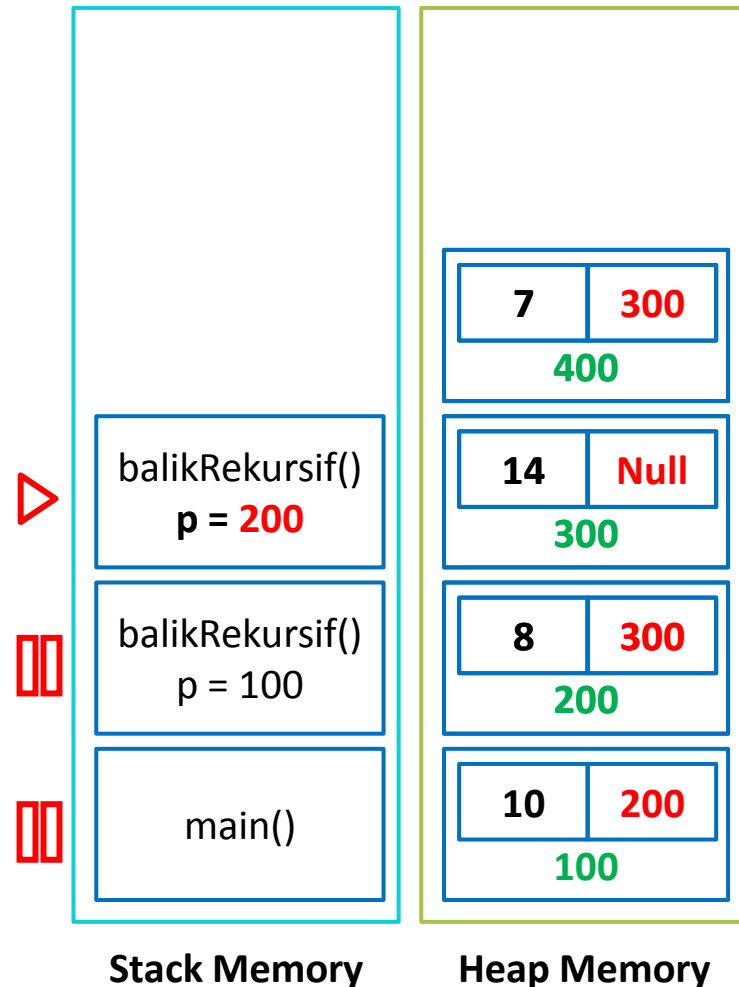 balikRekursif()
p = 200
balikRekursif()
p = 100
main()
Stack Memory
7 300
400
14 Null
300
8 300
200
10 200
100
Heap Memory